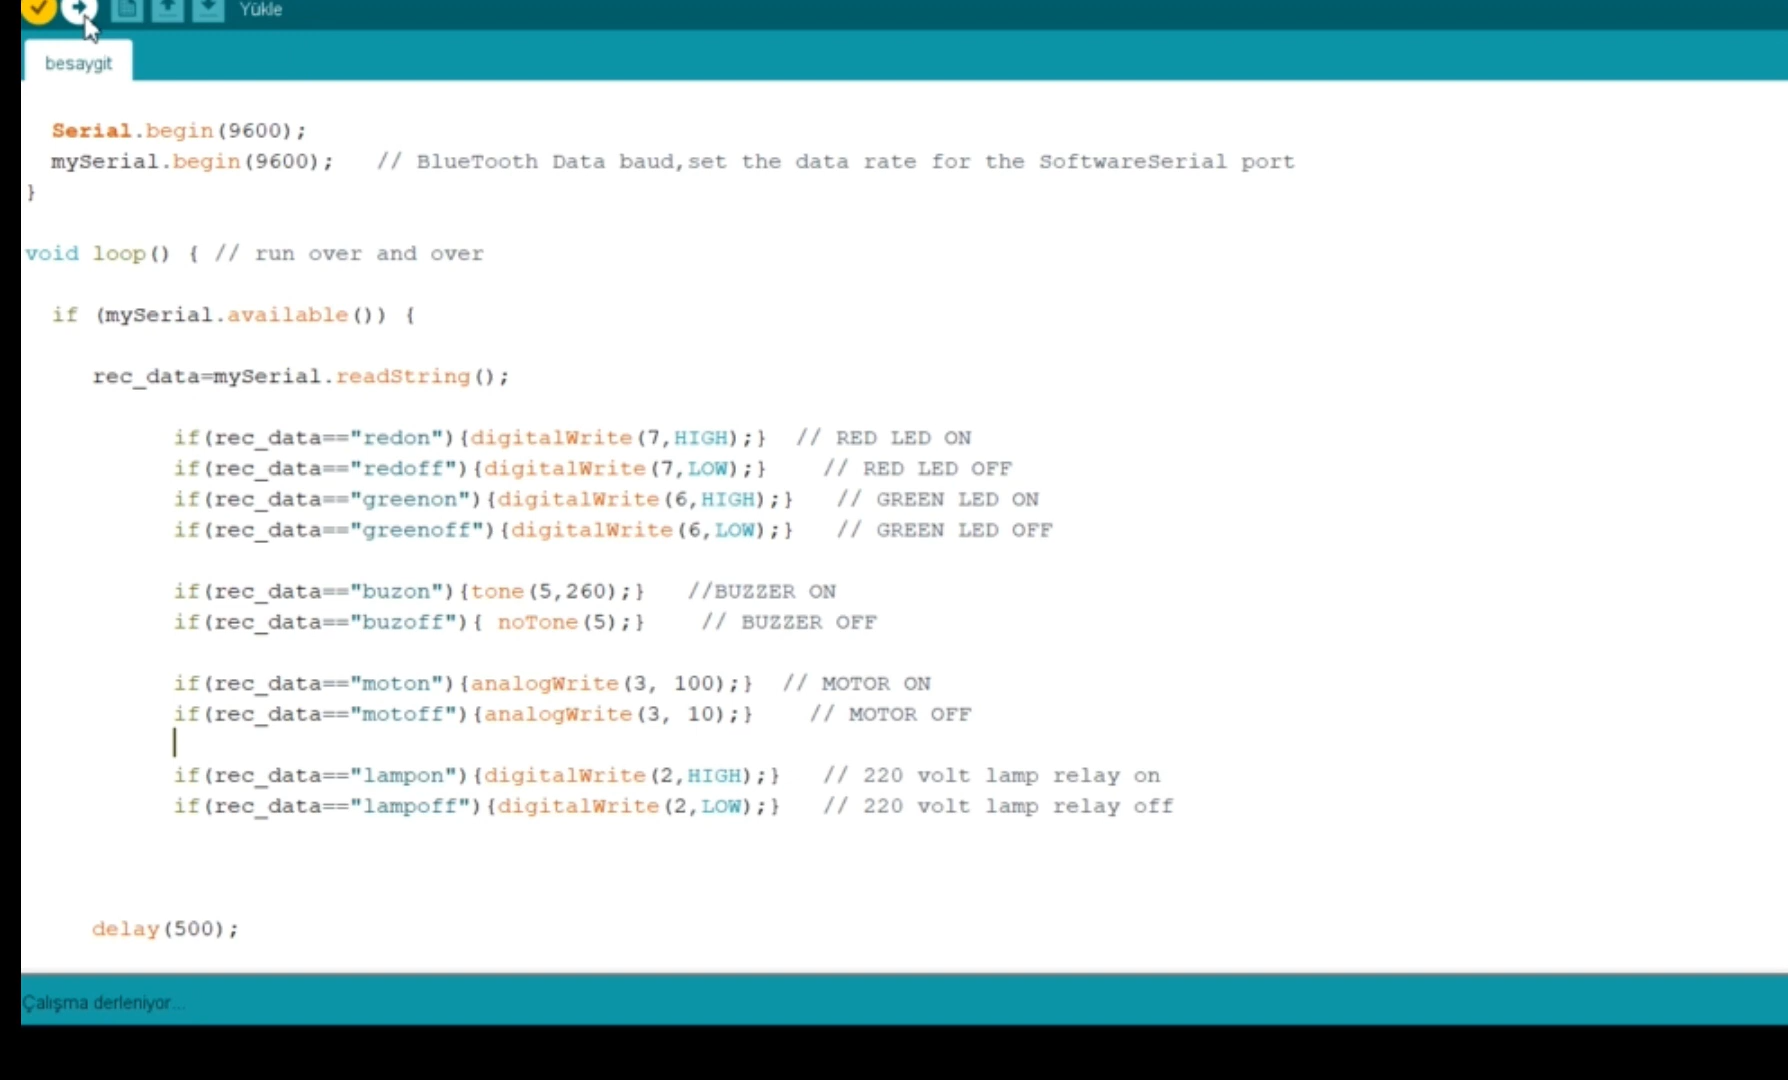 Yükle
besaygit
Serial.begin(9600);
mySerial.begin(9600);   // BlueTooth Data baud,set the data rate for the SoftwareSerial port
}
void loop() { // run over and over
if (mySerial.available()) {
rec_data=mySerial.readString();
if(rec_data=="redon"){digitalWrite(7,HIGH);}  // RED LED ON
if(rec_data=="redoff"){digitalWrite(7,LOW);}    // RED LED OFF
if(rec_data=="greenon"){digitalWrite(6,HIGH);}   // GREEN LED ON
if(rec_data=="greenoff"){digitalWrite(6,LOW);}   // GREEN LED OFF
if(rec_data=="buzon"){tone(5,260);}   //BUZZER ON
if(rec_data=="buzoff"){ noTone(5);}    // BUZZER OFF
if(rec_data=="moton"){analogWrite(3, 100);}  // MOTOR ON
if(rec_data=="motoff"){analogWrite(3, 10);}    // MOTOR OFF
if(rec_data=="lampon"){digitalWrite(2,HIGH);}   // 220 volt lamp relay on
if(rec_data=="lampoff"){digitalWrite(2,LOW);}   // 220 volt lamp relay off
delay(500);
Çalışma derleniyor...